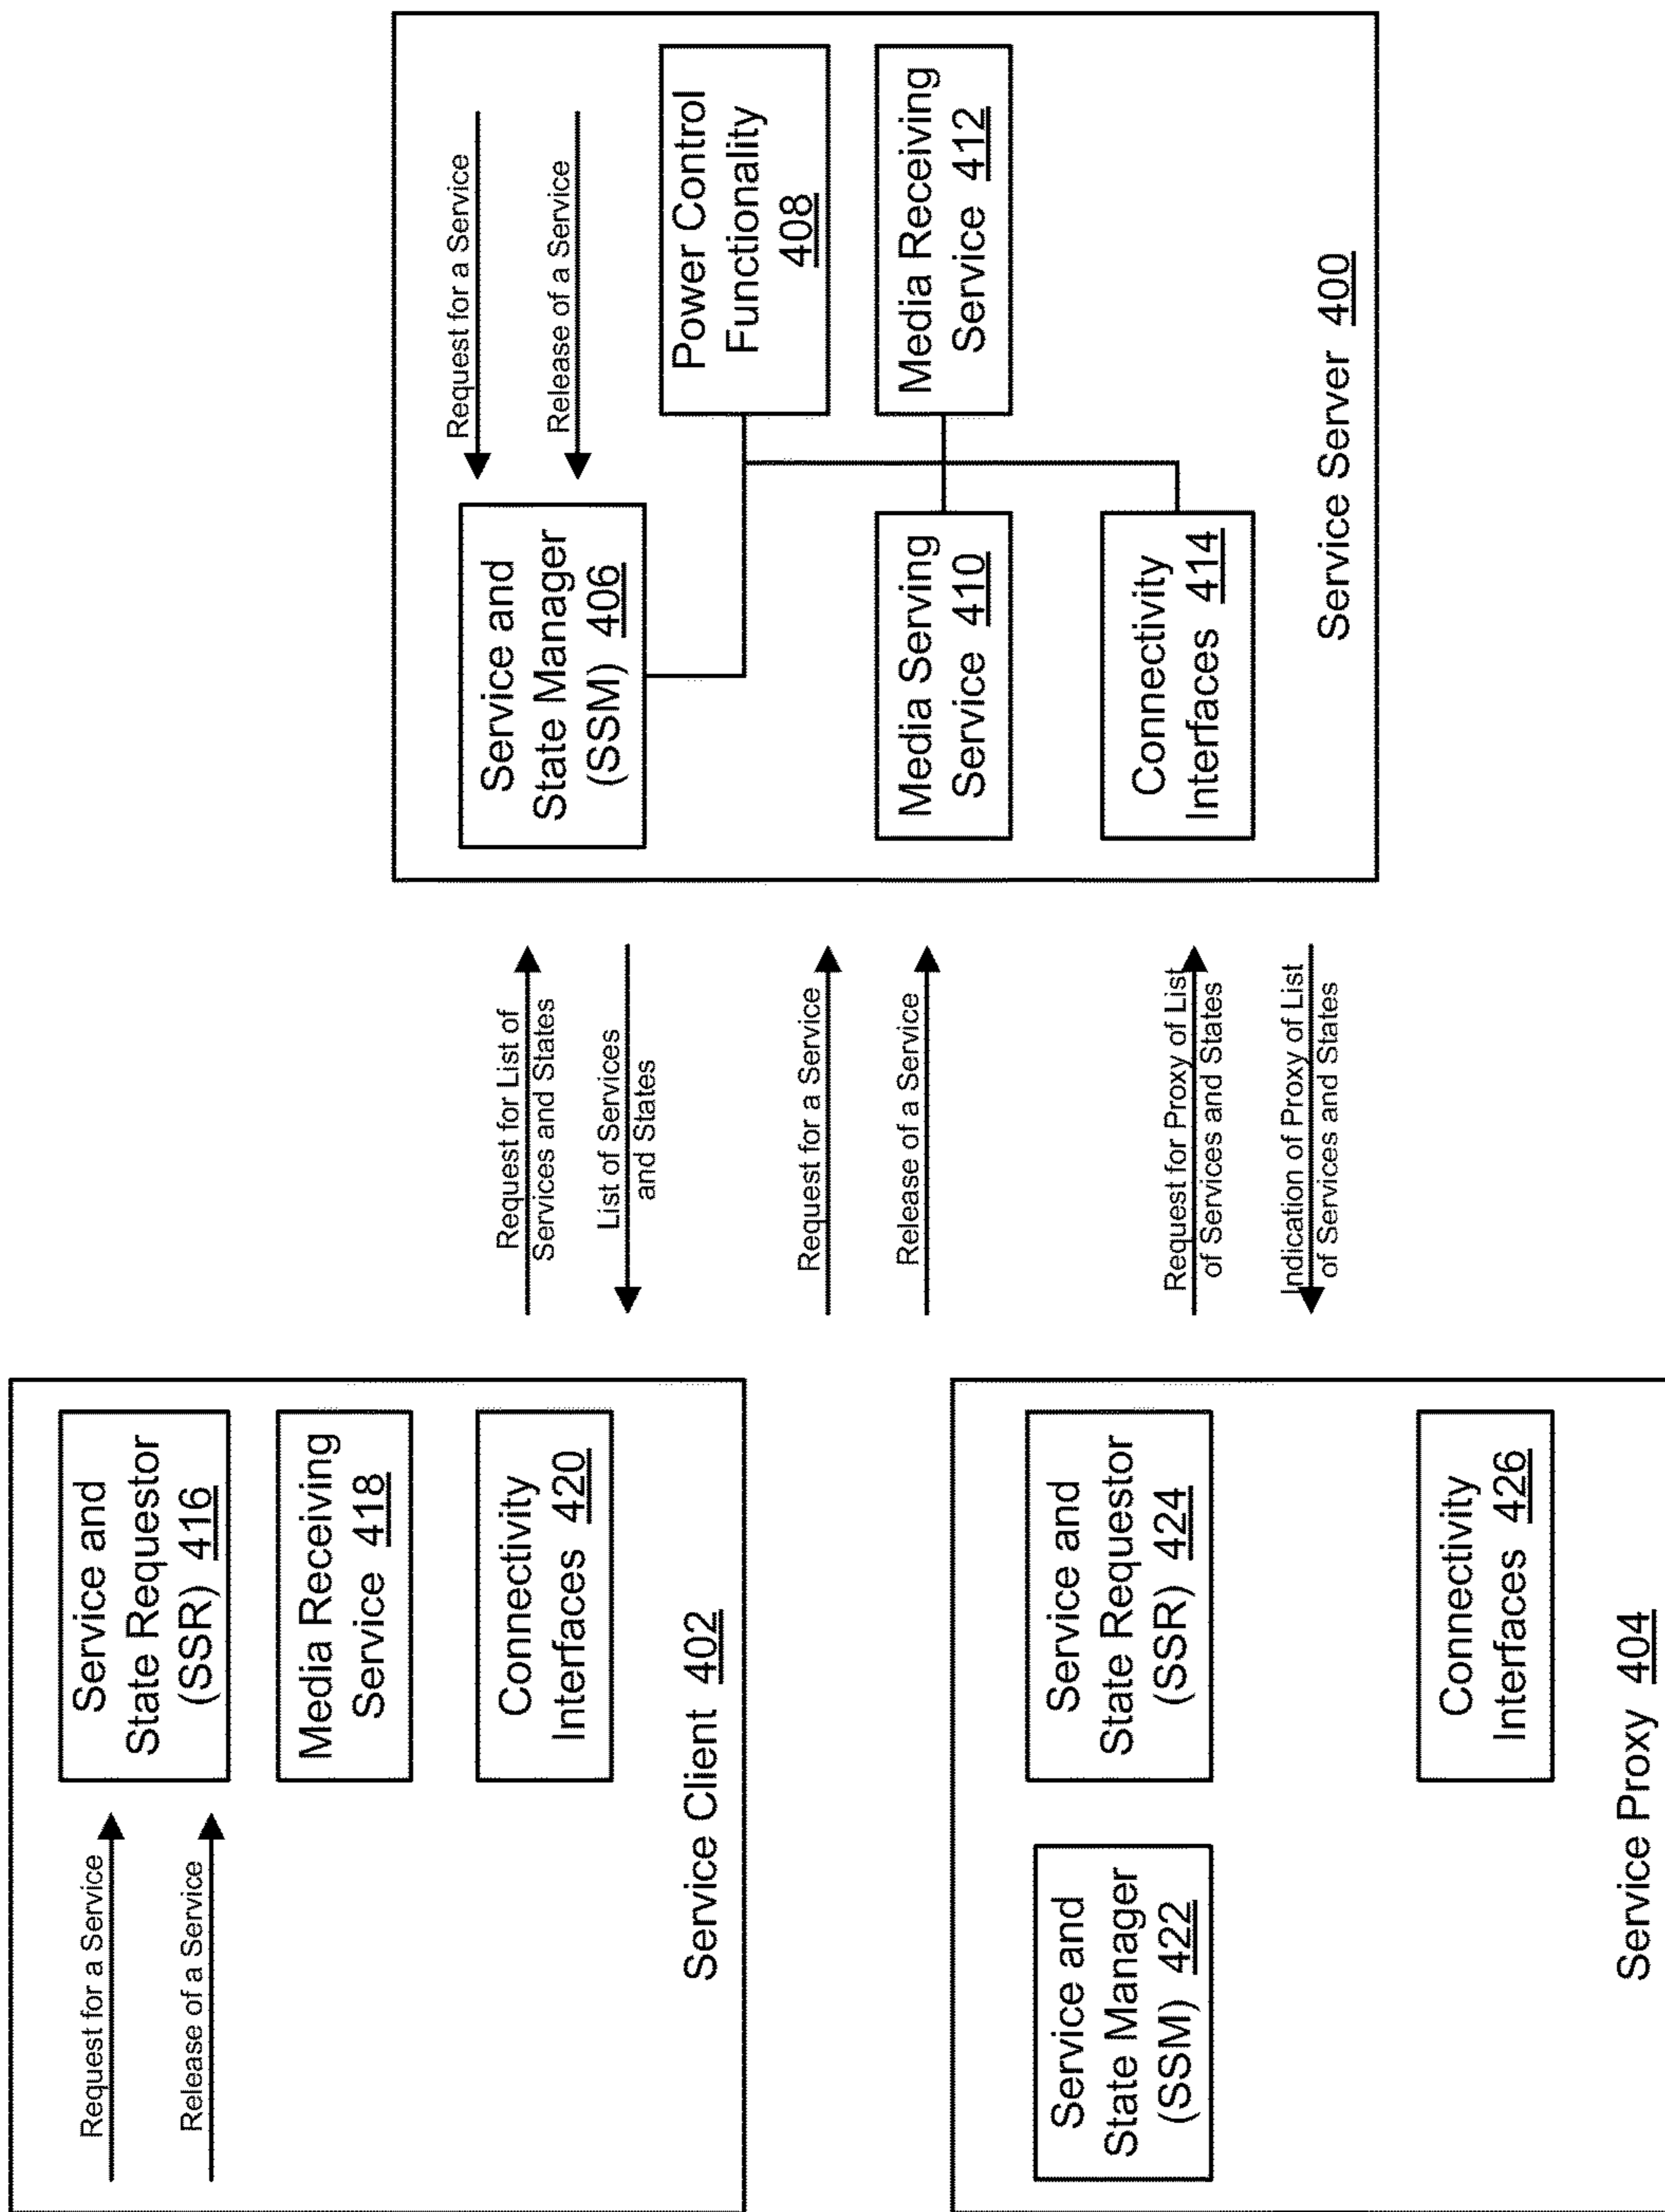 Request for a Service
Release of a Service
Service and
State Requestor
(SSR) 416
Media Receiving
Service 418
Connectivity
Interfaces 420
Service Client 402
Service and
State Manager
(SSM) 422
Service and
State Requestor
(SSR) 424
Connectivity
Interfaces 426
Service Proxy 404
Request for List of
Services and States
List of Services
and States
Request for a Service
Release of a Service
Request for Proxy of List
of Services and States
Indication of Proxy of List
of Services and States
Service and
State Manager
(SSM) 406
Request for a Service
Release of a Service
Power Control
Functionality
408
Media Serving
Service 410
Media Receiving
Service 412
Connectivity
Interfaces 414
Service Server 400